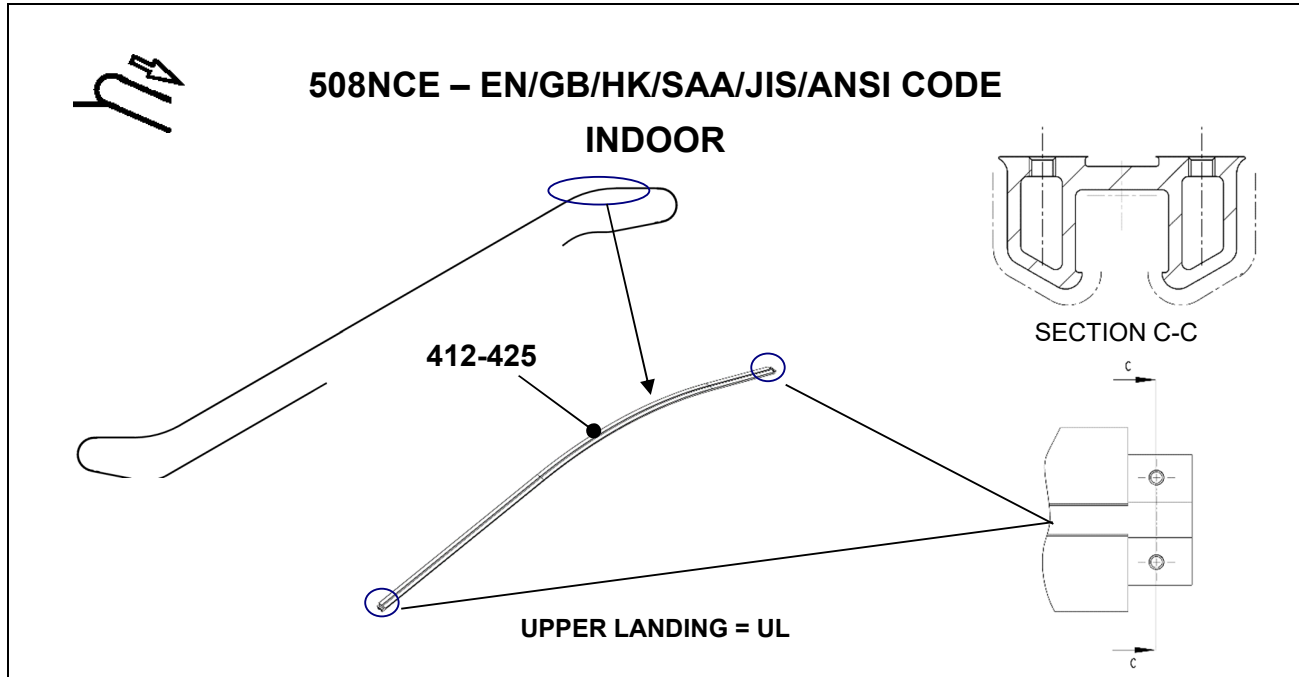 508NCE – EN/GB/HK/SAA/JIS/ANSI CODE
INDOOR
SECTION C-C
412-425
C
C
UPPER LANDING = UL